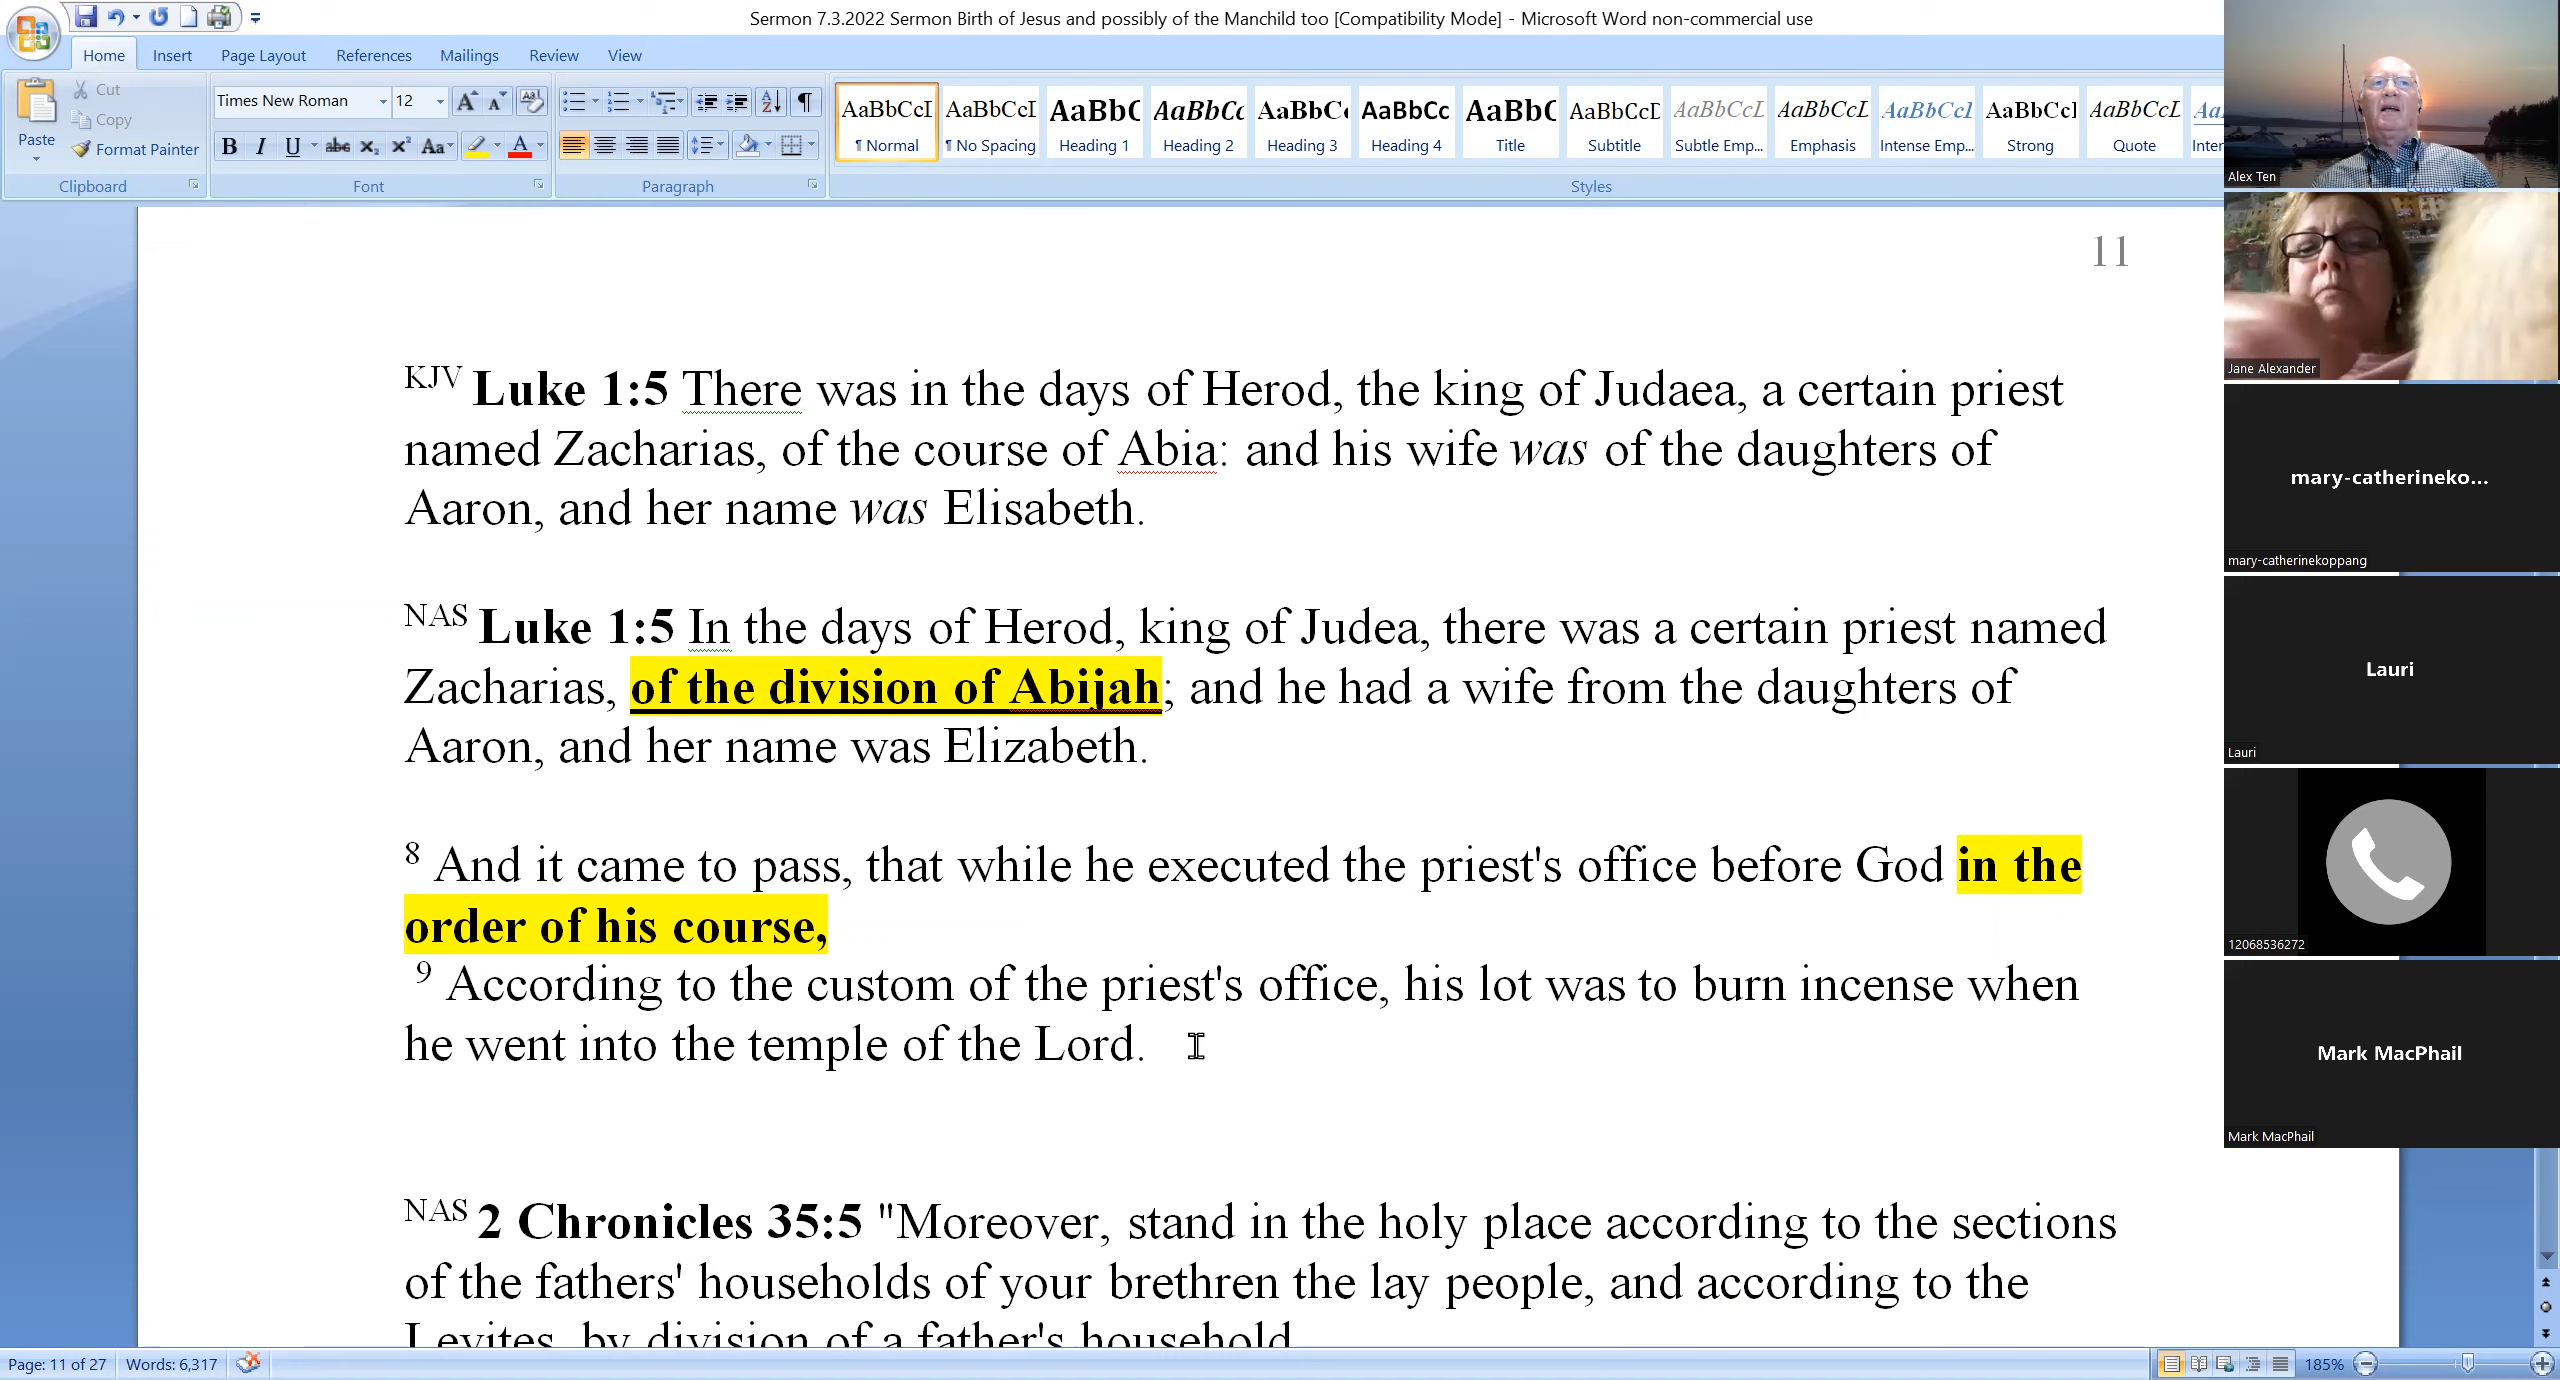 Sermon 7.3.2022 Sermon Birth of Jesus and possibly of the Manchild too [Compatibility Mode] - Microsoft Word non-commercial use
Home Insert Page Layout References Mailings Review View
Paste
Cut
Copy
Format Painter
Clipboard
Times New Roman 12
Font
Paragraph
AaBbCcI AaBbCcI AaBbC AaBbCc AaBbCc AaBbCc AaBbC AaBbCcD AaBbCcL AaBbCcL AaBbCcI AaBbCcI AaBbCcL Aa
¶ Normal ¶ No Spacing Heading 1 Heading 2 Heading 3 Heading 4 Title Subtitle Subtle Emp... Emphasis Intense Emp... Strong Quote Inter
Styles
11
KJV Luke 1:5 There was in the days of Herod, the king of Judaea, a certain priest
named Zacharias, of the course of Abia: and his wife was of the daughters of
Aaron, and her name was Elisabeth.
NAS Luke 1:5 In the days of Herod, king of Judea, there was a certain priest named
Zacharias, of the division of Abijah; and he had a wife from the daughters of
Aaron, and her name was Elizabeth.
8 And it came to pass, that while he executed the priest's office before God in the
order of his course,
9 According to the custom of the priest's office, his lot was to burn incense when
he went into the temple of the Lord.
NAS 2 Chronicles 35:5 "Moreover, stand in the holy place according to the sections
of the fathers' households of your brethren the lay people, and according to the
Levites, by division of a father's household.
Page: 11 of 27 Words: 6,317
185%
Alex Ten
Jane Alexander
mary-catherineko...
mary-catherinekoppang
Lauri
Lauri
12068536272
Mark MacPhail
Mark MacPhail